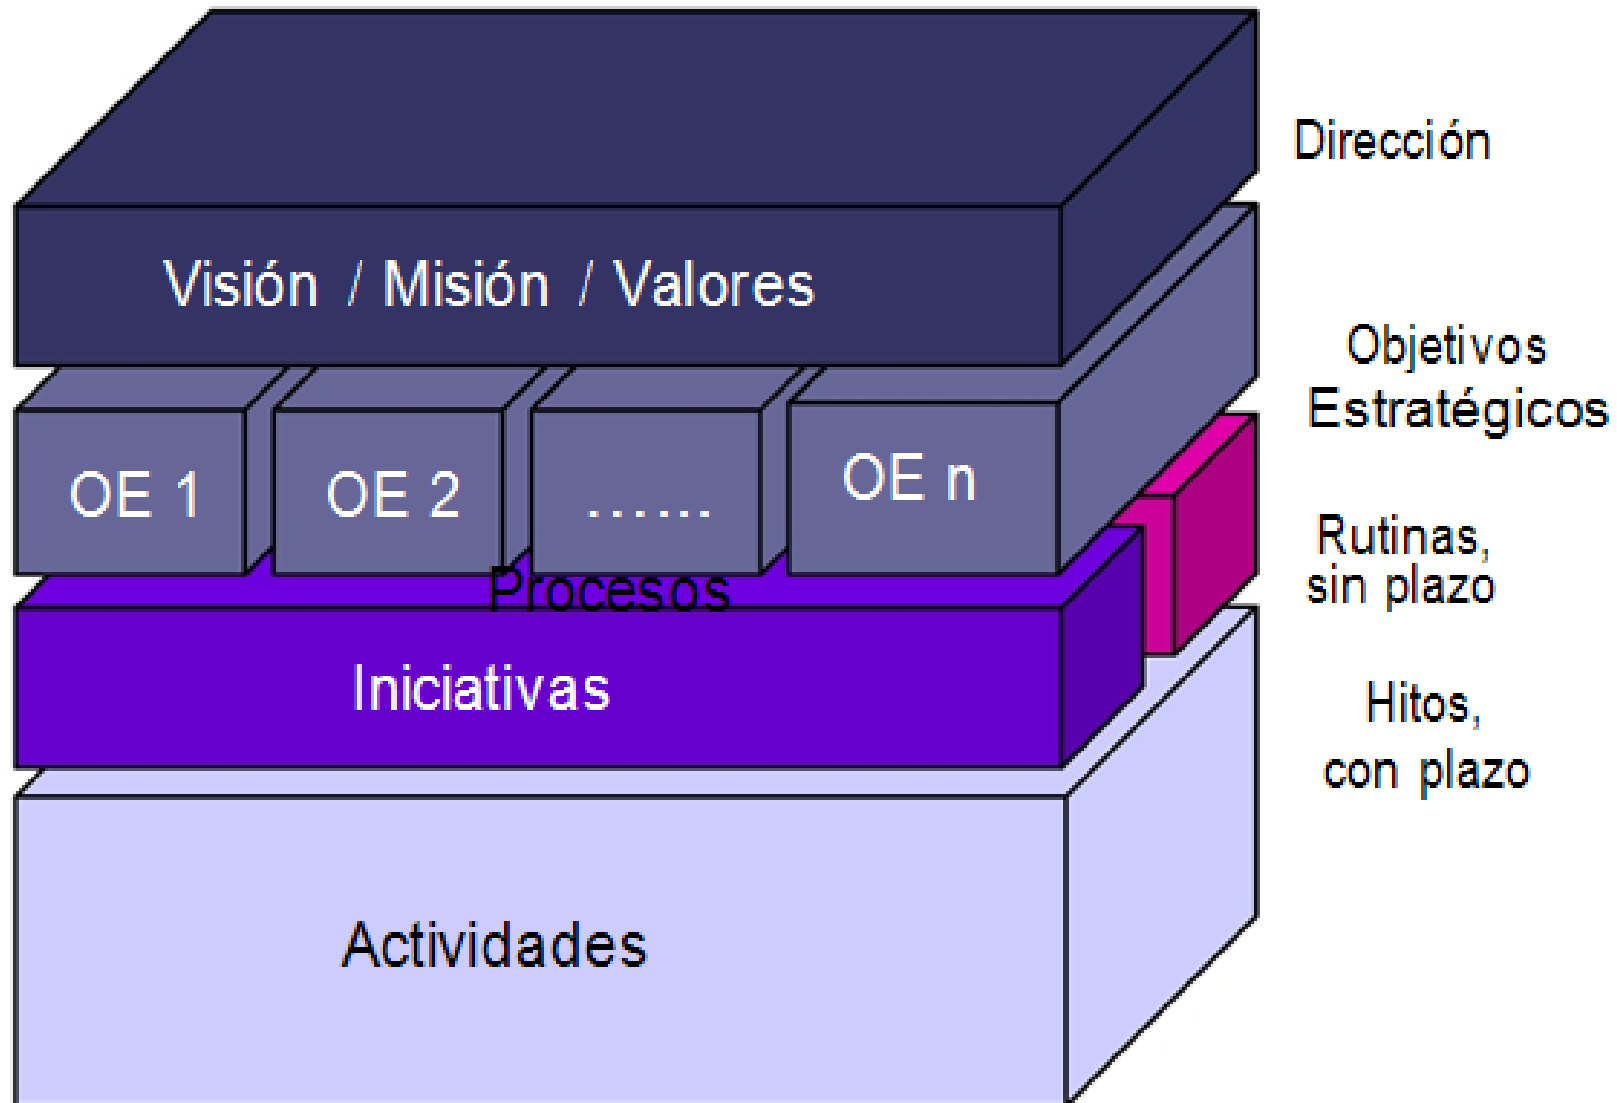 Dirección
Visión / Misión / Valores
Objetivos
Estratégicos
OE 1
OE 2
......
OE n
Rutinas,
sin plazo
Procesos
Iniciativas
Hitos,
con plazo
Actividades